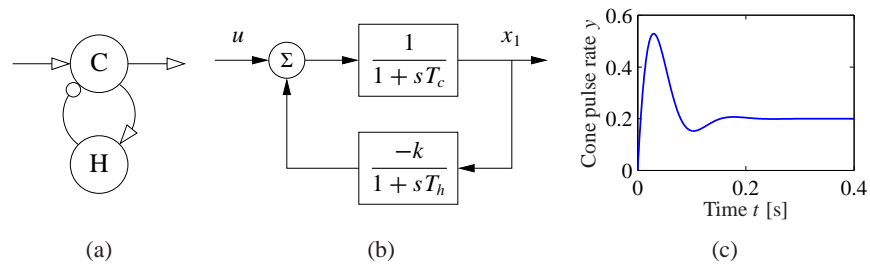 C
H
(a)
u
Σ
1
1 + sT_c
x_1
−k
1 + sT_h
(b)
Cone pulse rate y
0.6
0.4
0.2
0
0
0.2
0.4
Time t [s]
(c)